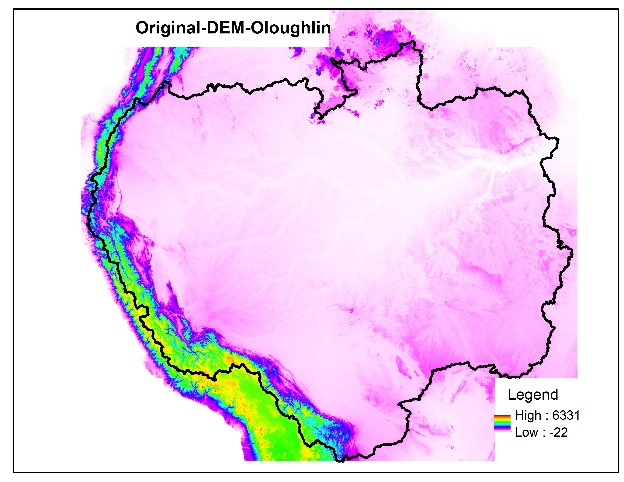 Original-DEM-Oloughlin
Legend
High : 6331
Low : -22